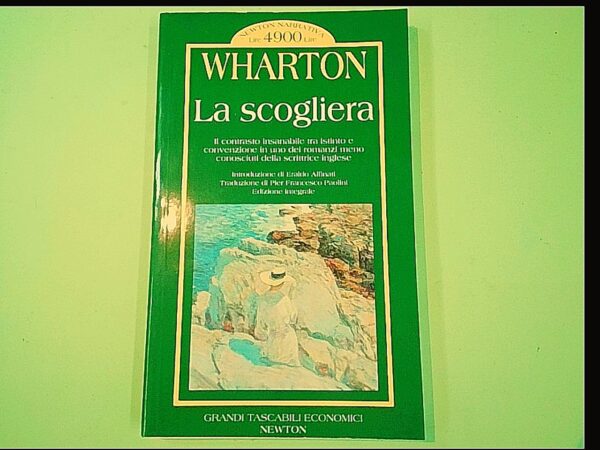 NEWTON NARRATIVA
Lire 4900 Lire
WHARTON
La scogliera
Il contrasto insanabile tra istinto e
convenzione in uno dei romanzi meno
conosciuti della scrittrice inglese
Introduzione di Eraldo Affinati
Traduzione di Pier Francesco Paolini
Edizione integrale
GRANDI TASCABILI ECONOMICI
NEWTON